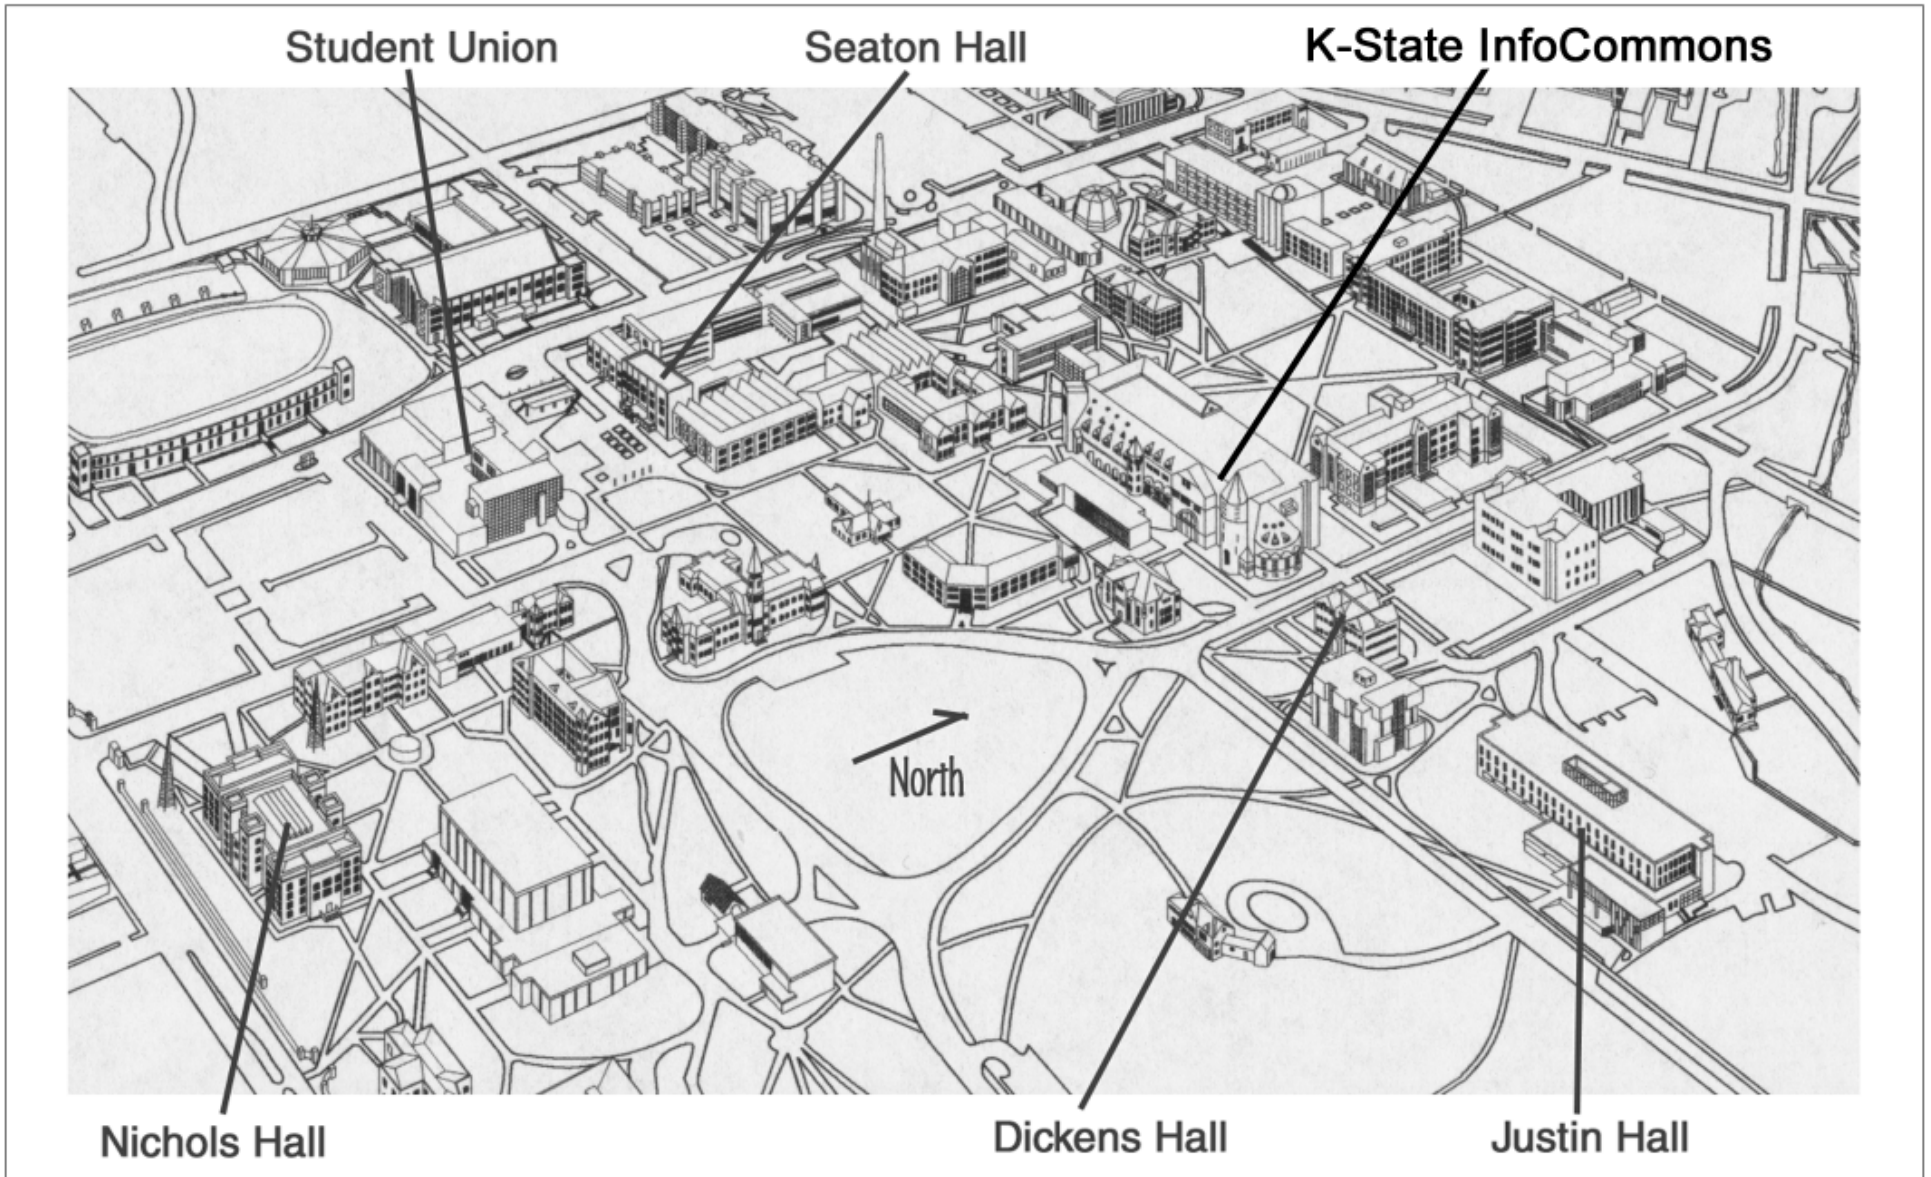 Student Union
Seaton Hall
K-State InfoCommons
North
Nichols Hall
Dickens Hall
Justin Hall